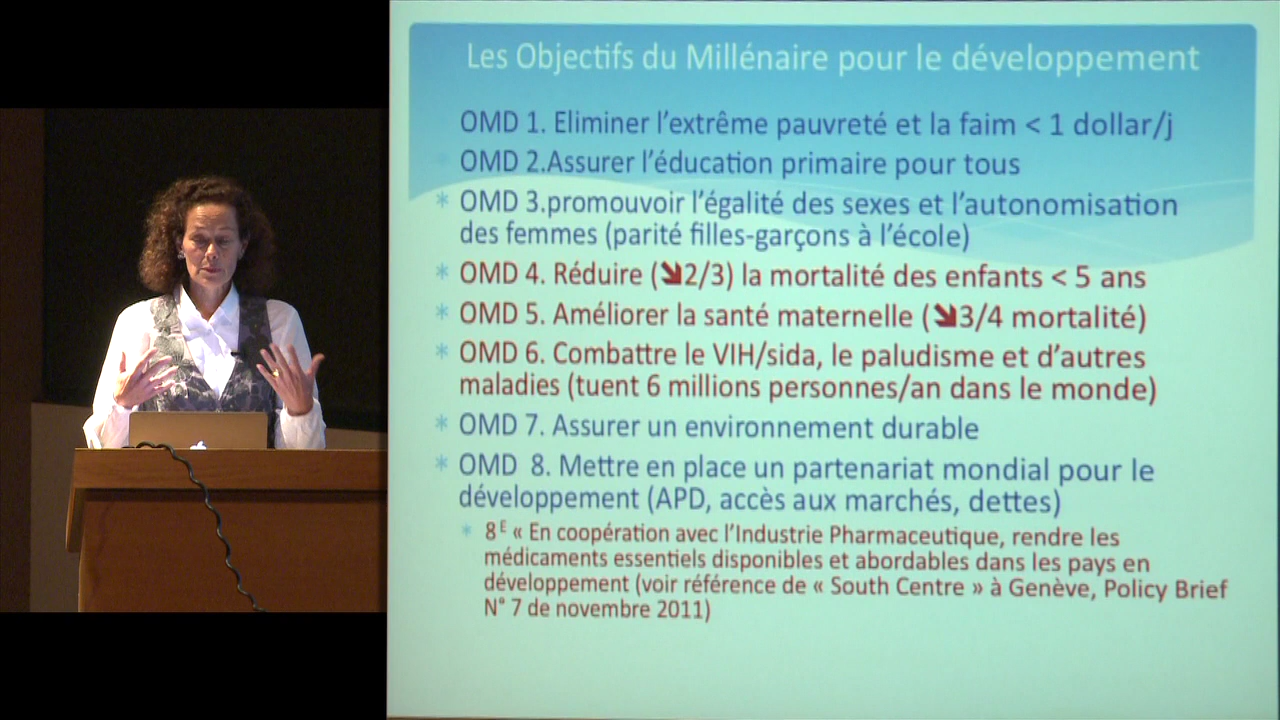 Les Objectifs du Millénaire pour le développement
OMD 1. Eliminer l'extrême pauvreté et la faim < 1 dollar/j
OMD 2.Assurer l'éducation primaire pour tous
* OMD 3.promouvoir l'égalité des sexes et l'autonomisation
des femmes (parité filles-garçons à l'école)
* OMD 4. Réduire (➘2/3) la mortalité des enfants < 5 ans
* OMD 5. Améliorer la santé maternelle (➘3/4 mortalité)
* OMD 6. Combattre le VIH/sida, le paludisme et d'autres
maladies (tuent 6 millions personnes/an dans le monde)
* OMD 7. Assurer un environnement durable
* OMD 8. Mettre en place un partenariat mondial pour le
développement (APD, accès aux marchés, dettes)
* 8ᴱ « En coopération avec l'Industrie Pharmaceutique, rendre les
médicaments essentiels disponibles et abordables dans les pays en
développement (voir référence de « South Centre » à Genève, Policy Brief
N° 7 de novembre 2011)